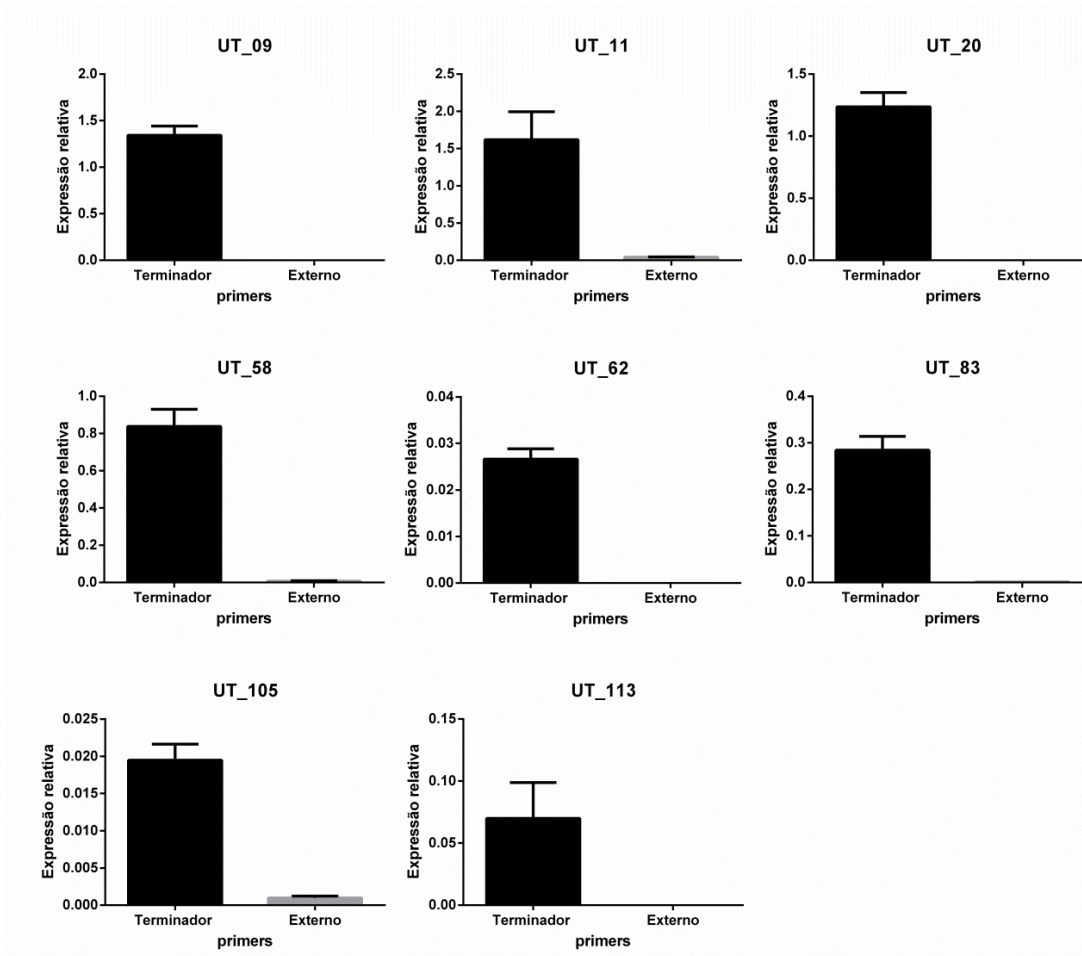 UT_09
Expressão relativa
2.0
1.5
1.0
0.5
0.0
Terminador Externo
primers
UT_11
Expressão relativa
2.5
2.0
1.5
1.0
0.5
0.0
Terminador Externo
primers
UT_20
Expressão relativa
1.5
1.0
0.5
0.0
Terminador Externo
primers
UT_58
Expressão relativa
1.0
0.8
0.6
0.4
0.2
0.0
Terminador Externo
primers
UT_62
Expressão relativa
0.04
0.03
0.02
0.01
0.00
Terminador Externo
primers
UT_83
Expressão relativa
0.4
0.3
0.2
0.1
0.0
Terminador Externo
primers
UT_105
Expressão relativa
0.025
0.020
0.015
0.010
0.005
0.000
Terminador Externo
primers
UT_113
Expressão relativa
0.15
0.10
0.05
0.00
Terminador Externo
primers